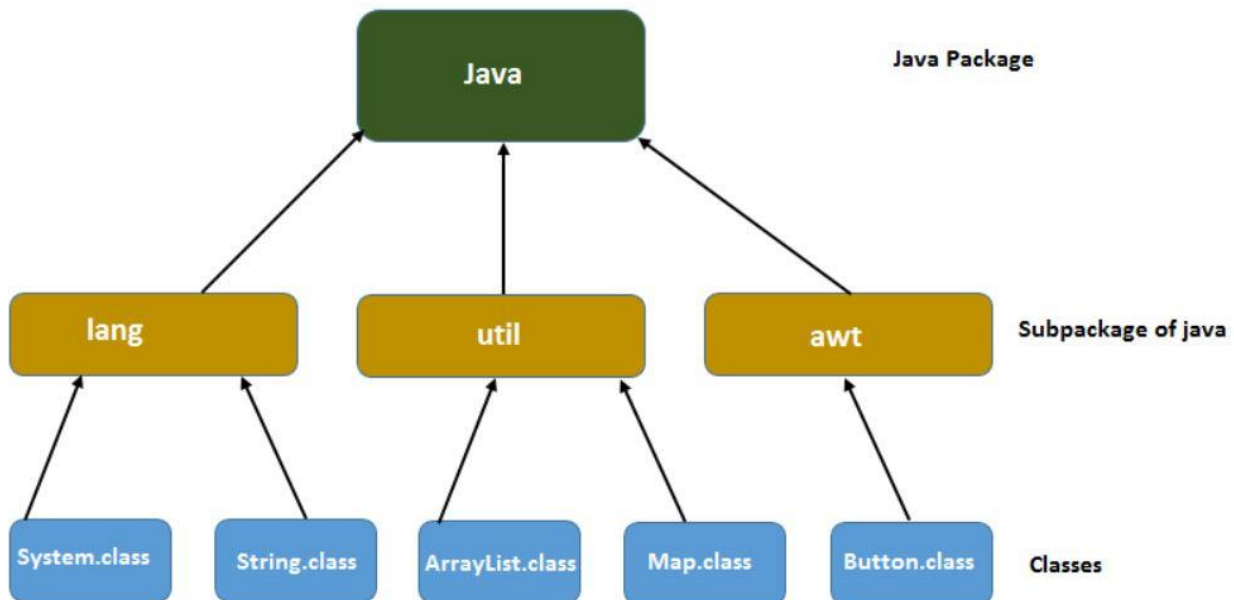 Java
Java Package
lang
util
awt
Subpackage of java
System.class
String.class
ArrayList.class
Map.class
Button.class
Classes